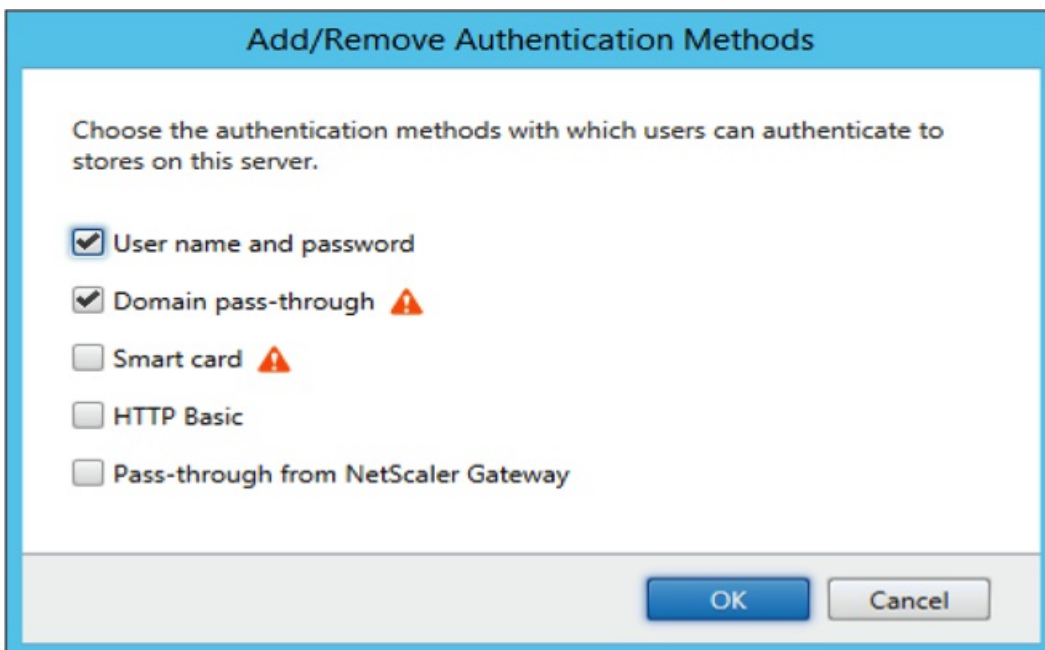 Add/Remove Authentication Methods
Choose the authentication methods with which users can authenticate to
stores on this server.
User name and password
Domain pass-through
Smart card
HTTP Basic
Pass-through from NetScaler Gateway
OK
Cancel